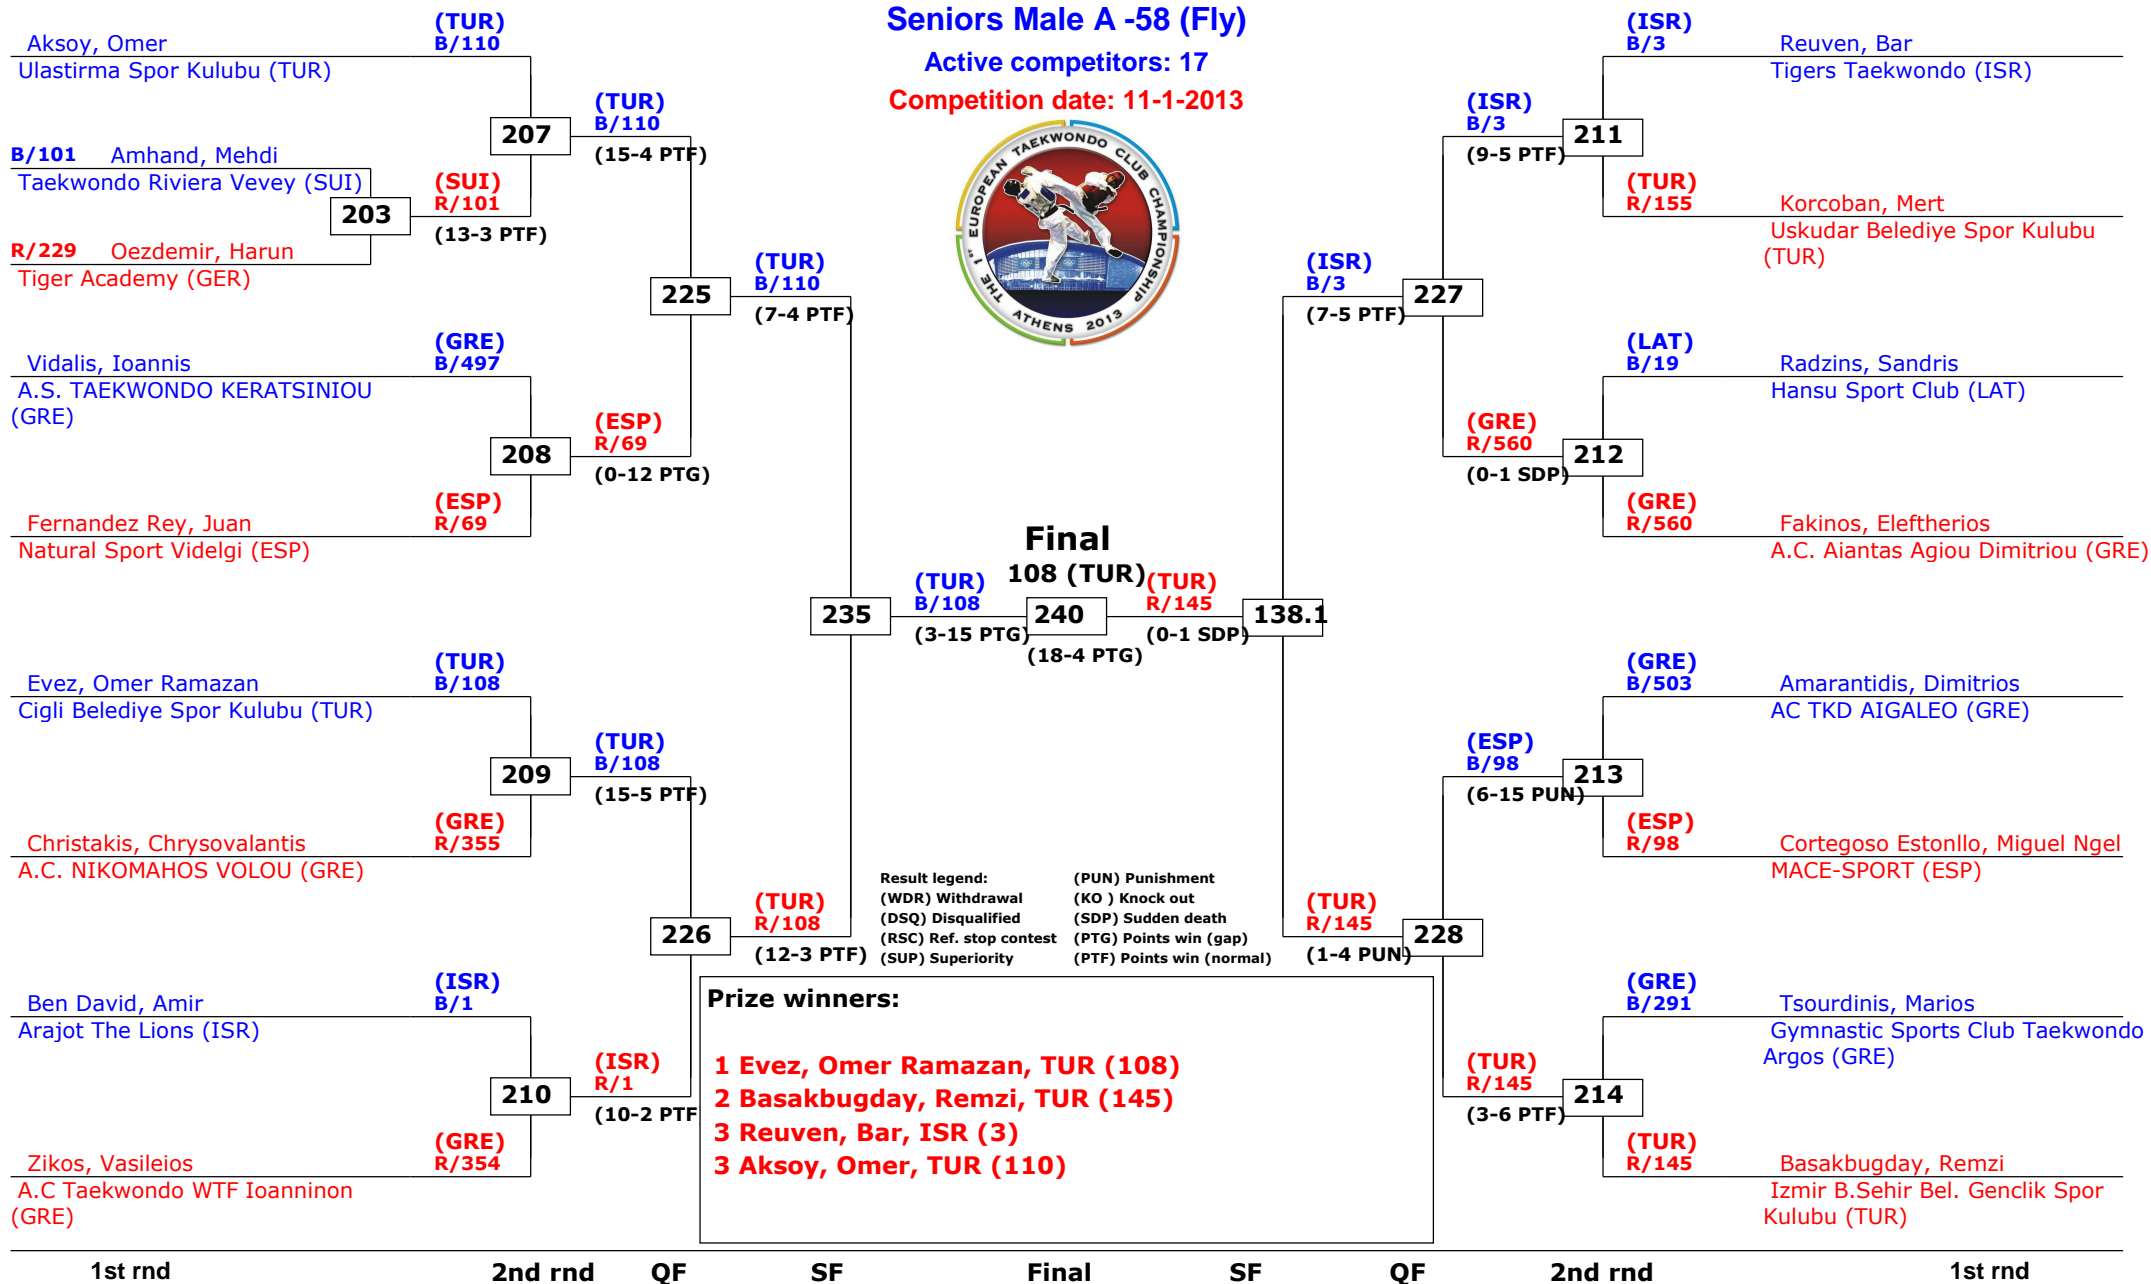 Seniors Male A -58 (Fly)
Active competitors: 17
Competition date: 11-1-2013
THE 1st EUROPEAN TAEKWONDO CLUB CHAMPIONSHIP
ATHENS 2013
(TUR)
B/110
Aksoy, Omer
Ulastirma Spor Kulubu (TUR)
207
(TUR)
B/110
(15-4 PTF)
B/101 Amhand, Mehdi
Taekwondo Riviera Vevey (SUI)
203
(SUI)
R/101
(13-3 PTF)
R/229 Oezdemir, Harun
Tiger Academy (GER)
225
(TUR)
B/110
(7-4 PTF)
(GRE)
B/497
Vidalis, Ioannis
A.S. TAEKWONDO KERATSINIOU
(GRE)
208
(ESP)
R/69
(0-12 PTG)
(ESP)
R/69
Fernandez Rey, Juan
Natural Sport Videlgi (ESP)
235
(TUR)
B/108
(3-15 PTG)
(TUR)
B/108
Evez, Omer Ramazan
Cigli Belediye Spor Kulubu (TUR)
209
(TUR)
B/108
(15-5 PTF)
(GRE)
R/355
Christakis, Chrysovalantis
A.C. NIKOMAHOS VOLOU (GRE)
226
(TUR)
R/108
(12-3 PTF)
(ISR)
B/1
Ben David, Amir
Arajot The Lions (ISR)
210
(ISR)
R/1
(10-2 PTF
(GRE)
R/354
Zikos, Vasileios
A.C Taekwondo WTF Ioanninon
(GRE)
Final
108 (TUR)
240
(18-4 PTG)
(TUR)
R/145
(0-1 SDP)
138.1
(ISR)
B/3
Reuven, Bar
Tigers Taekwondo (ISR)
(ISR)
B/3
(9-5 PTF)
211
(TUR)
R/155
Korcoban, Mert
Uskudar Belediye Spor Kulubu
(TUR)
(ISR)
B/3
(7-5 PTF)
227
(LAT)
B/19
Radzins, Sandris
Hansu Sport Club (LAT)
(GRE)
R/560
(0-1 SDP)
212
(GRE)
R/560
Fakinos, Eleftherios
A.C. Aiantas Agiou Dimitriou (GRE)
(GRE)
B/503
Amarantidis, Dimitrios
AC TKD AIGALEO (GRE)
(ESP)
B/98
(6-15 PUN)
213
(ESP)
R/98
Cortegoso Estonllo, Miguel Ngel
MACE-SPORT (ESP)
(TUR)
R/145
(1-4 PUN)
228
(GRE)
B/291
Tsourdinis, Marios
Gymnastic Sports Club Taekwondo
Argos (GRE)
(TUR)
R/145
(3-6 PTF)
214
(TUR)
R/145
Basakbugday, Remzi
Izmir B.Sehir Bel. Genclik Spor
Kulubu (TUR)
Result legend: (PUN) Punishment
(WDR) Withdrawal (KO ) Knock out
(DSQ) Disqualified (SDP) Sudden death
(RSC) Ref. stop contest (PTG) Points win (gap)
(SUP) Superiority (PTF) Points win (normal)
Prize winners:
1 Evez, Omer Ramazan, TUR (108)
2 Basakbugday, Remzi, TUR (145)
3 Reuven, Bar, ISR (3)
3 Aksoy, Omer, TUR (110)
1st rnd 2nd rnd QF SF Final SF QF 2nd rnd 1st rnd